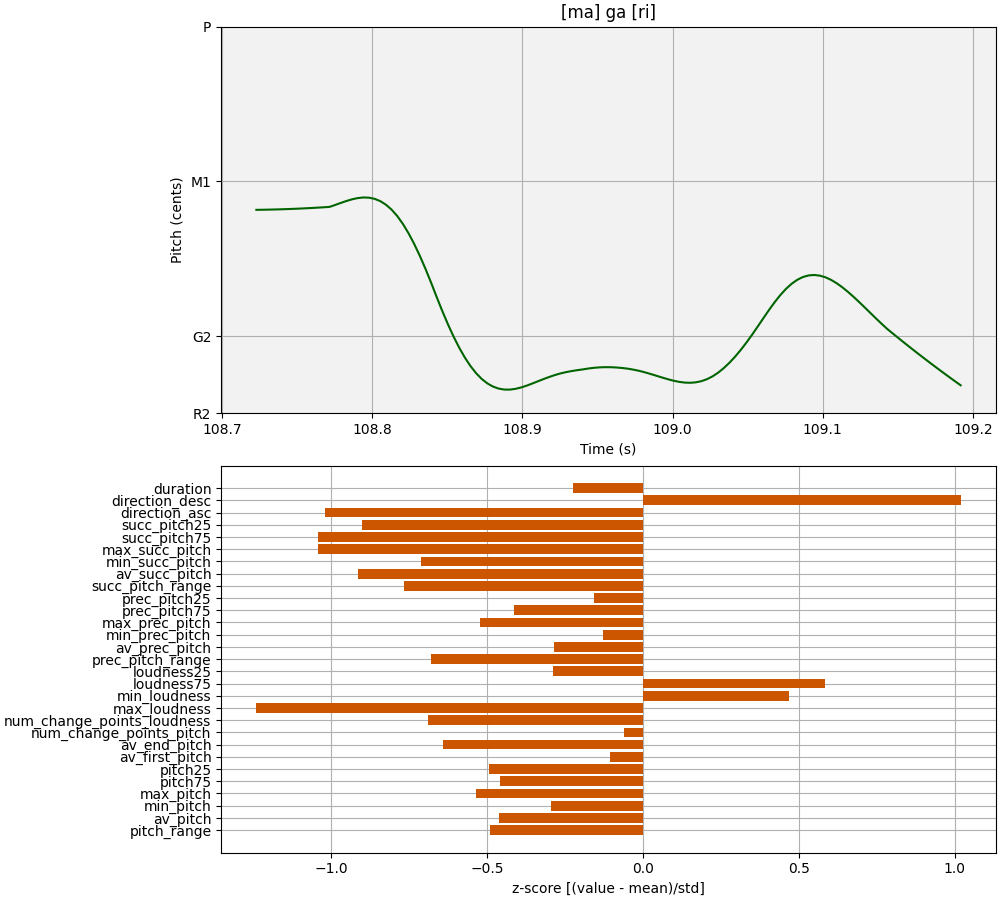 [ma] ga [ri]
P
M1
G2
R2
Pitch (cents)
108.7 108.8 108.9 109.0 109.1 109.2
Time (s)
duration
direction_desc
direction_asc
succ_pitch25
succ_pitch75
max_succ_pitch
min_succ_pitch
av_succ_pitch
succ_pitch_range
prec_pitch25
prec_pitch75
max_prec_pitch
min_prec_pitch
av_prec_pitch
prec_pitch_range
loudness25
loudness75
min_loudness
max_loudness
num_change_points_loudness
num_change_points_pitch
av_end_pitch
av_first_pitch
pitch25
pitch75
max_pitch
min_pitch
av_pitch
pitch_range
−1.0 −0.5 0.0 0.5 1.0
z-score [(value - mean)/std]